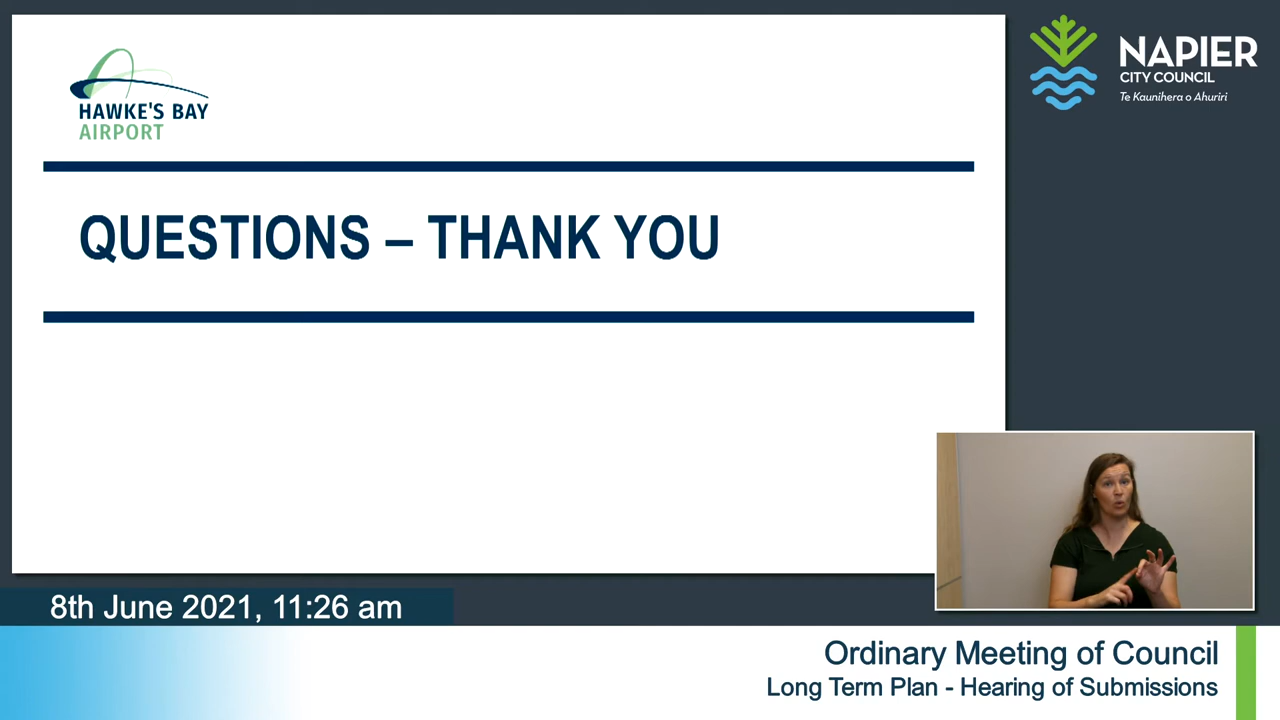 HAWKE'S BAY
AIRPORT
NAPIER
CITY COUNCIL
Te Kaunihera o Ahuriri
QUESTIONS – THANK YOU
8th June 2021, 11:26 am
Ordinary Meeting of Council
Long Term Plan - Hearing of Submissions